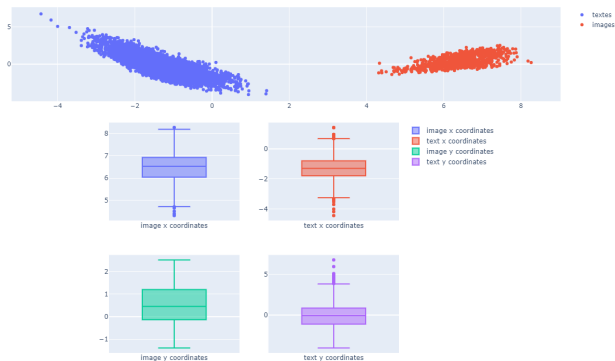 textes
images
5
0
−4
−2
0
2
4
6
8
8
7
6
5
image x coordinates
0
−2
−4
text x coordinates
image x coordinates
text x coordinates
image y coordinates
text y coordinates
2
1
0
−1
image y coordinates
5
0
text y coordinates